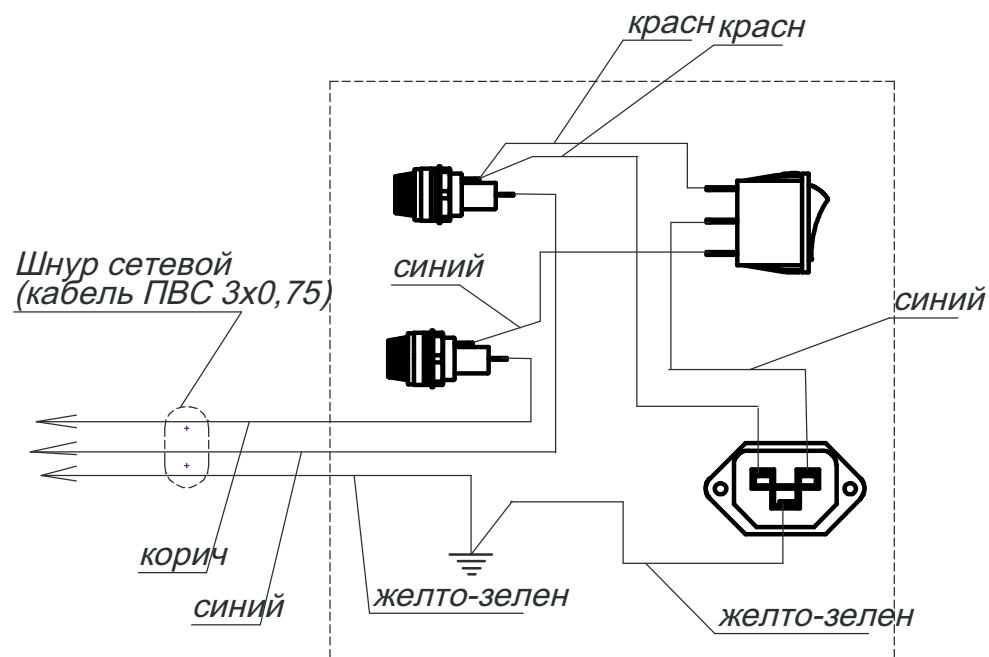 красн красн
Шнур сетевой
(кабель ПВС 3х0,75)
синий
синий
корич
синий
желто-зелен
желто-зелен